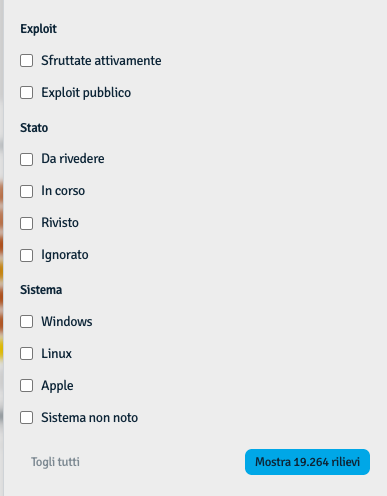 Exploit
Sfruttate attivamente
Exploit pubblico
Stato
Da rivedere
In corso
Rivisto
Ignorato
Sistema
Windows
Linux
Apple
Sistema non noto
Togli tutti
Mostra 19.264 rilievi